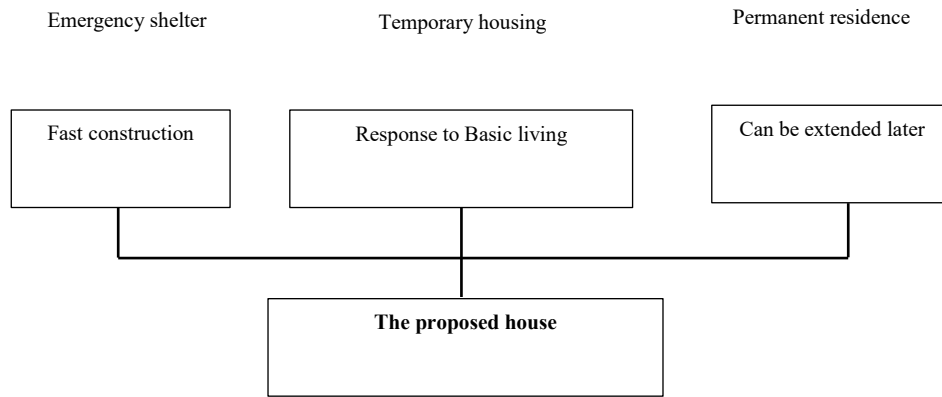 Emergency shelter
Temporary housing
Permanent residence
Fast construction
Response to Basic living
Can be extended later
The proposed house